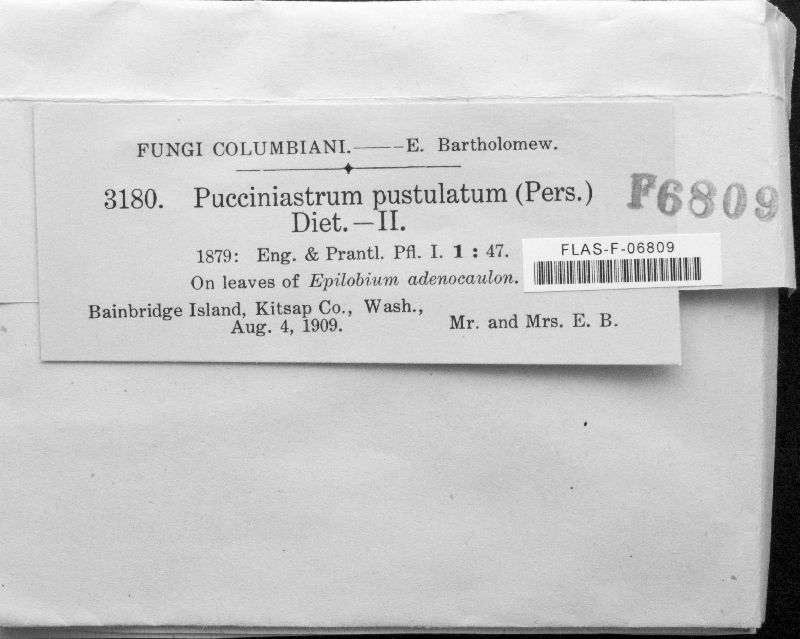 FUNGI COLUMBIANI.——E. Bartholomew.
3180. Pucciniastrum pustulatum (Pers.)
Diet.—II.
F6809
1879: Eng. & Prantl. Pfl. I. 1 : 47.
FLAS-F-06809
On leaves of Epilobium adenocaulon.
Bainbridge Island, Kitsap Co., Wash.,
Aug. 4, 1909.
Mr. and Mrs. E. B.